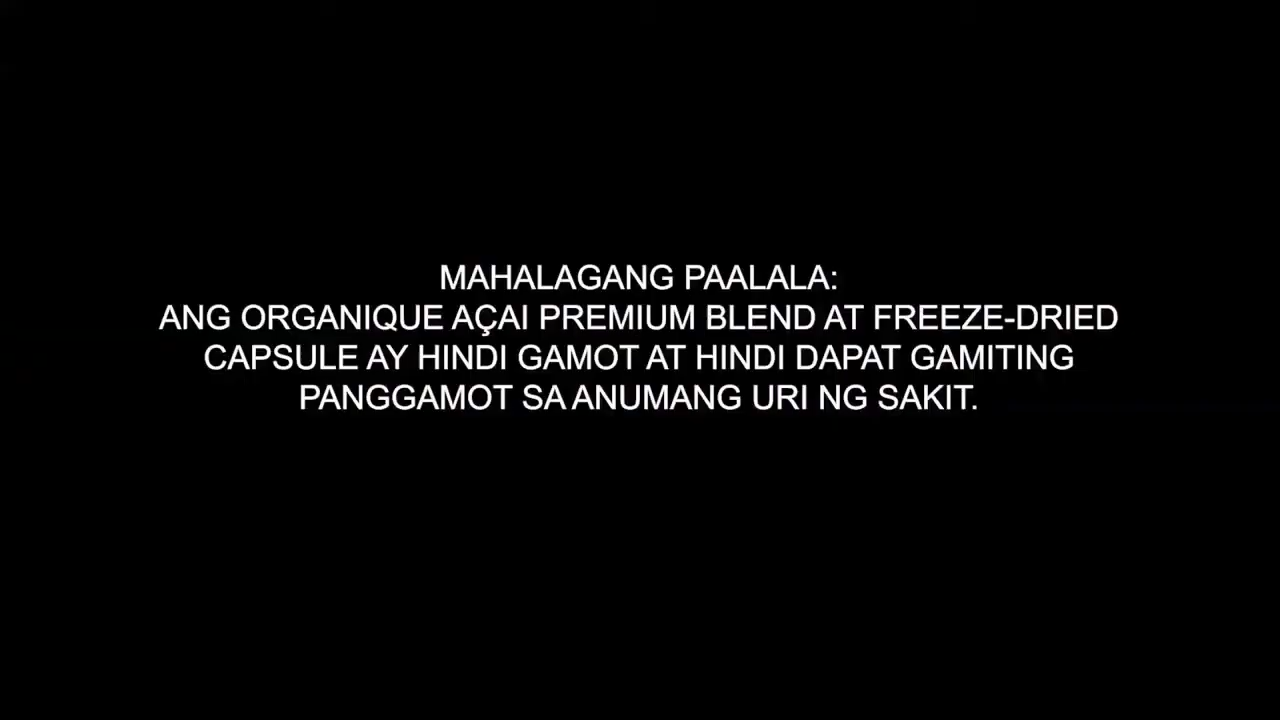 MAHALAGANG PAALALA:
ANG ORGANIQUE AÇAI PREMIUM BLEND AT FREEZE-DRIED
CAPSULE AY HINDI GAMOT AT HINDI DAPAT GAMITING
PANGGAMOT SA ANUMANG URI NG SAKIT.